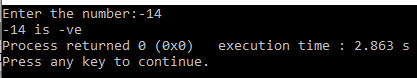 Enter the number:-14
-14 is -ve
Process returned 0 (0x0)   execution time : 2.863 s
Press any key to continue.